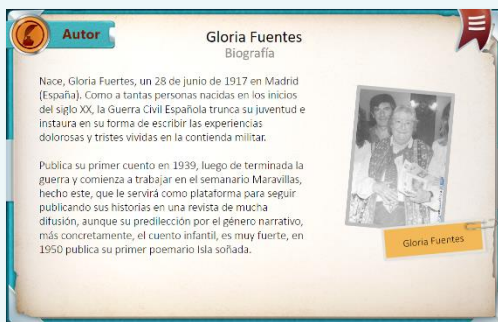 Autor
Gloria Fuentes
Biografía
Nace, Gloria Fuertes, un 28 de junio de 1917 en Madrid
(España). Como a tantas personas nacidas en los inicios
del siglo XX, la Guerra Civil Española trunca su juventud e
instaura en su forma de escribir las experiencias
dolorosas y tristes vividas en la contienda militar.
Publica su primer cuento en 1939, luego de terminada la
guerra y comienza a trabajar en el semanario Maravillas,
hecho este, que le servirá como plataforma para seguir
publicando sus historias en una revista de mucha
difusión, aunque su predilección por el género narrativo,
más concretamente, el cuento infantil, es muy fuerte, en
1950 publica su primer poemario Isla soñada.
Gloria Fuentes